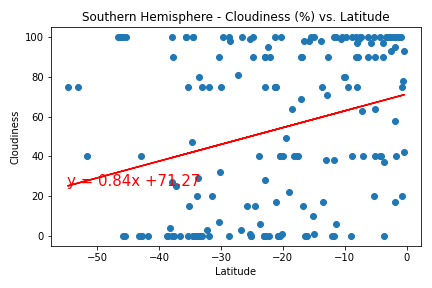 Southern Hemisphere - Cloudiness (%) vs. Latitude
100
80
60
40
20
0
Cloudiness
y = 0.84x +71.27
−50 −40 −30 −20 −10 0
Latitude